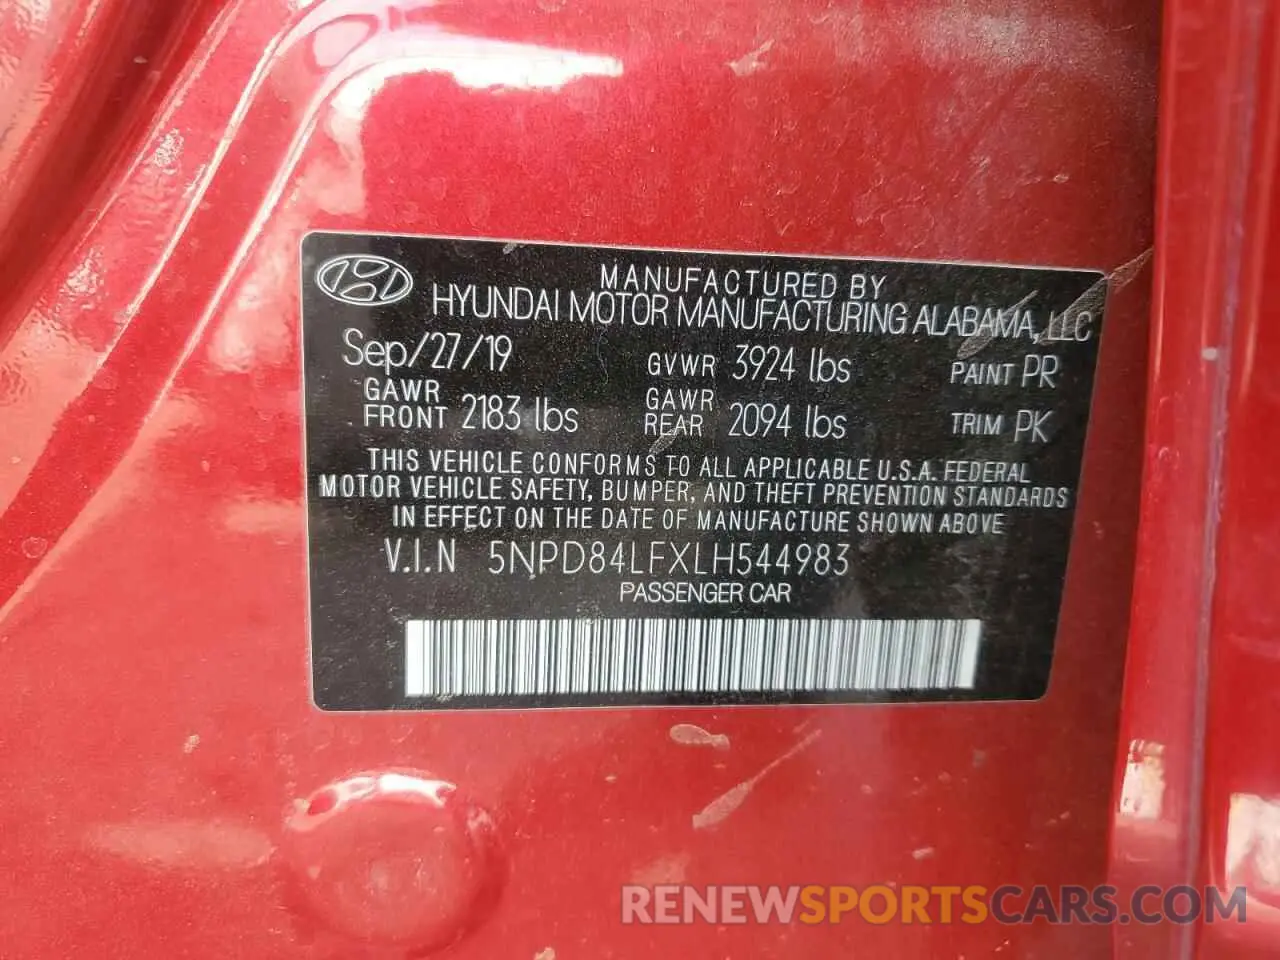 MANUFACTURED BY
HYUNDAI MOTOR MANUFACTURING ALABAMA, LLC
Sep/27/19 GVWR 3924 lbs PAINT PR
GAWR FRONT 2183 lbs GAWR REAR 2094 lbs TRIM PK
THIS VEHICLE CONFORMS TO ALL APPLICABLE U.S.A. FEDERAL
MOTOR VEHICLE SAFETY, BUMPER, AND THEFT PREVENTION STANDARDS
IN EFFECT ON THE DATE OF MANUFACTURE SHOWN ABOVE
V.I.N 5NPD84LFXLH544983
PASSENGER CAR
RENEWSPORTSCARS.COM